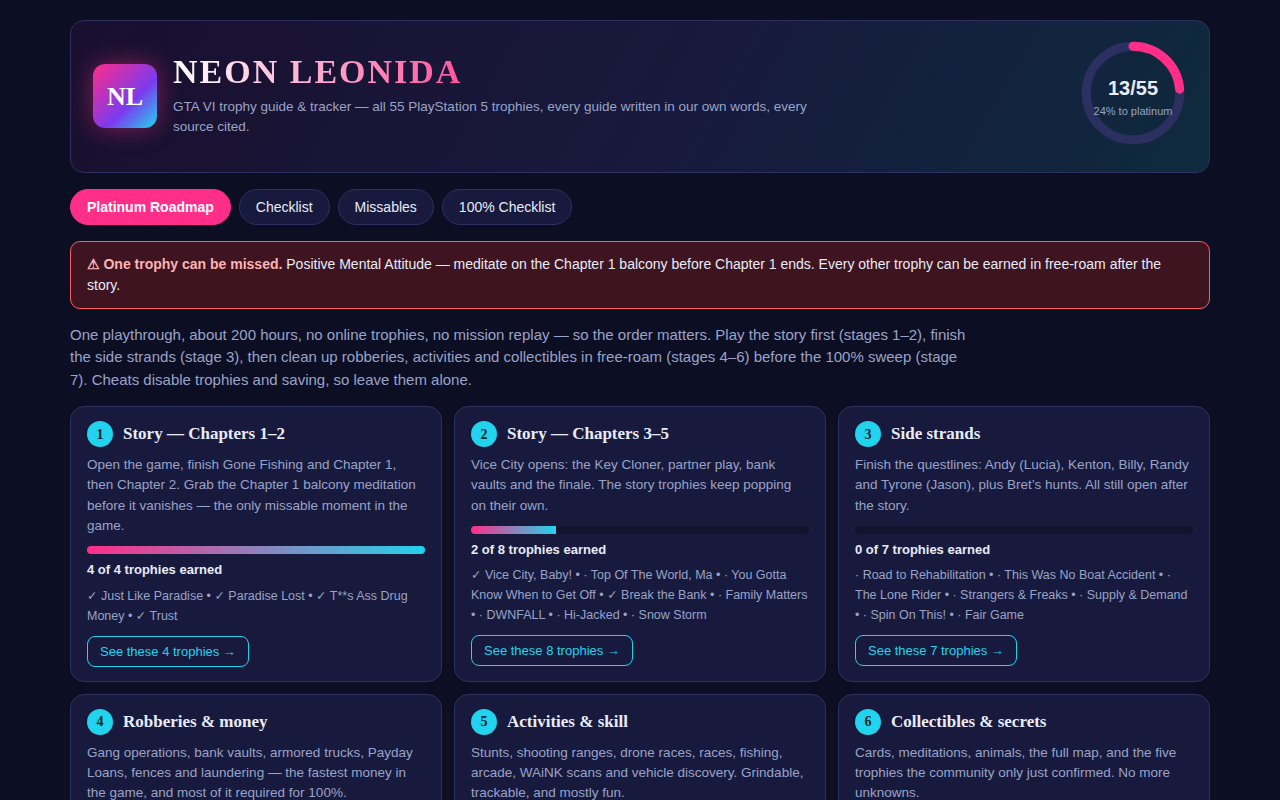 NL
NEON LEONIDA
GTA VI trophy guide & tracker — all 55 PlayStation 5 trophies, every guide written in our own words, every
source cited.
13/55
24% to platinum
Platinum Roadmap
Checklist
Missables
100% Checklist
⚠ One trophy can be missed. Positive Mental Attitude — meditate on the Chapter 1 balcony before Chapter 1 ends. Every other trophy can be earned in free-roam after the
story.
One playthrough, about 200 hours, no online trophies, no mission replay — so the order matters. Play the story first (stages 1–2), finish
the side strands (stage 3), then clean up robberies, activities and collectibles in free-roam (stages 4–6) before the 100% sweep (stage
7). Cheats disable trophies and saving, so leave them alone.
1 Story — Chapters 1–2
Open the game, finish Gone Fishing and Chapter 1,
then Chapter 2. Grab the Chapter 1 balcony meditation
before it vanishes — the only missable moment in the
game.
4 of 4 trophies earned
✓ Just Like Paradise • ✓ Paradise Lost • ✓ T**s Ass Drug
Money • ✓ Trust
See these 4 trophies →
2 Story — Chapters 3–5
Vice City opens: the Key Cloner, partner play, bank
vaults and the finale. The story trophies keep popping
on their own.
2 of 8 trophies earned
✓ Vice City, Baby! • · Top Of The World, Ma • · You Gotta
Know When to Get Off • ✓ Break the Bank • · Family Matters
• · DWNFALL • · Hi-Jacked • · Snow Storm
See these 8 trophies →
3 Side strands
Finish the questlines: Andy (Lucia), Kenton, Billy, Randy
and Tyrone (Jason), plus Bret's hunts. All still open after
the story.
0 of 7 trophies earned
· Road to Rehabilitation • · This Was No Boat Accident • ·
The Lone Rider • · Strangers & Freaks • · Supply & Demand
• · Spin On This! • · Fair Game
See these 7 trophies →
4 Robberies & money
Gang operations, bank vaults, armored trucks, Payday
Loans, fences and laundering — the fastest money in
the game, and most of it required for 100%.
5 Activities & skill
Stunts, shooting ranges, drone races, races, fishing,
arcade, WAiNK scans and vehicle discovery. Grindable,
trackable, and mostly fun.
6 Collectibles & secrets
Cards, meditations, animals, the full map, and the five
trophies the community only just confirmed. No more
unknowns.